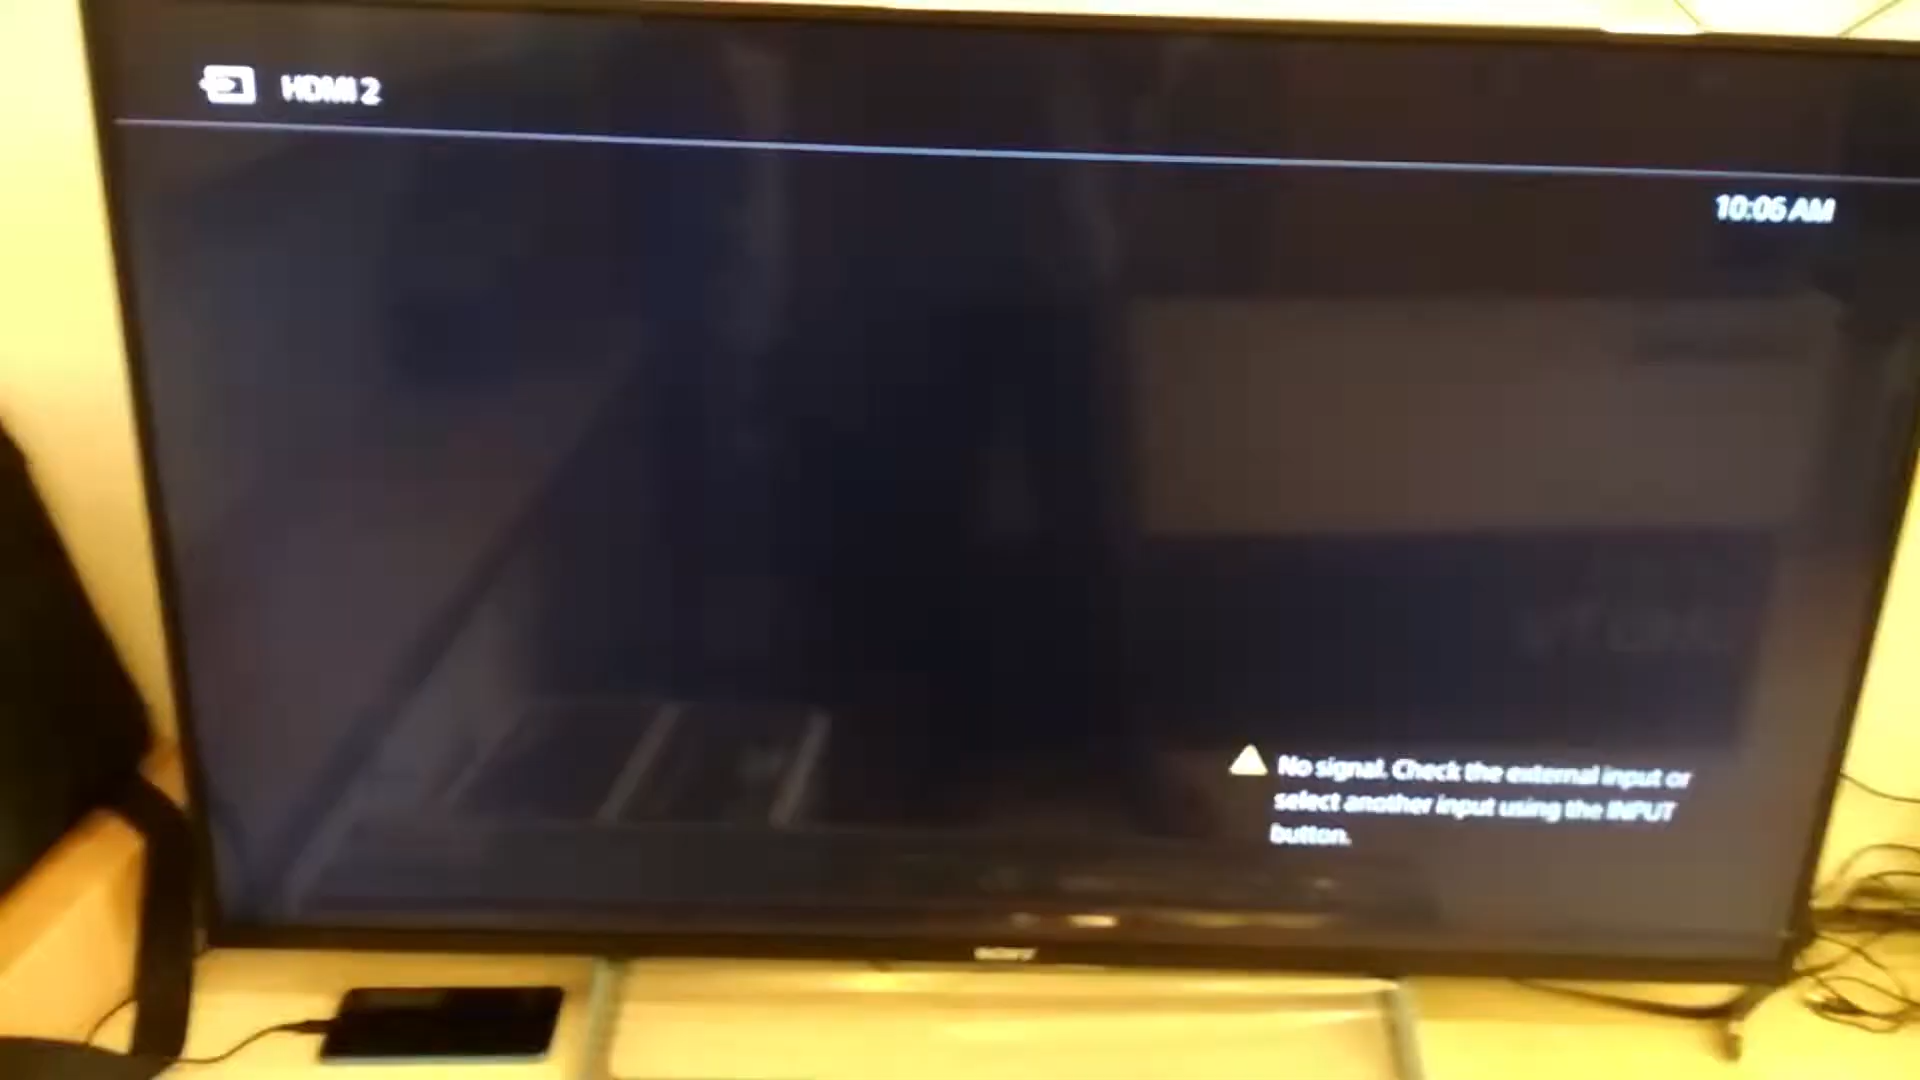 HDMI 2
10:06 AM
No signal. Check the external input or
select another input using the INPUT
button.
SONY